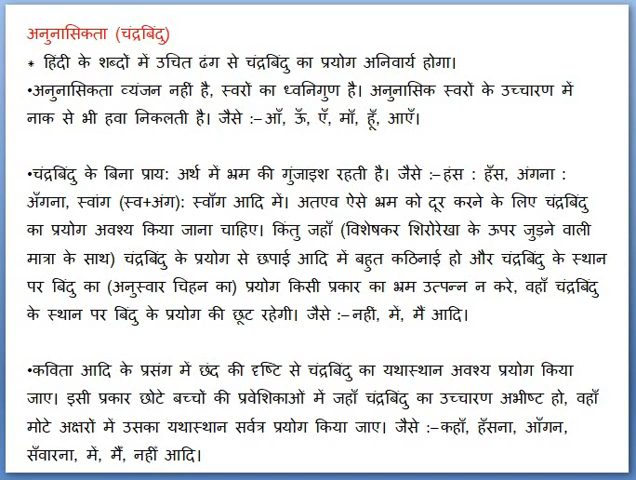 अनुनासिकता (चंद्रबिंदु)
* हिंदी के शब्दों में उचित ढंग से चंद्रबिंदु का प्रयोग अनिवार्य होगा।
•अनुनासिकता व्यंजन नहीं है, स्वरों का ध्वनिगुण है। अनुनासिक स्वरों के उच्चारण में
नाक से भी हवा निकलती है। जैसे :– आँ, ऊँ, एँ, माँ, हूँ, आएँ।
•चंद्रबिंदु के बिना प्राय: अर्थ में भ्रम की गुंजाइश रहती है। जैसे :– हंस : हँस, अंगना :
अँगना, स्वांग (स्व+अंग): स्वाँग आदि में। अतएव ऐसे भ्रम को दूर करने के लिए चंद्रबिंदु
का प्रयोग अवश्य किया जाना चाहिए। किंतु जहाँ (विशेषकर शिरोरेखा के ऊपर जुड़ने वाली
मात्रा के साथ) चंद्रबिंदु के प्रयोग से छपाई आदि में बहुत कठिनाई हो और चंद्रबिंदु के स्थान
पर बिंदु का (अनुस्वार चिहन का) प्रयोग किसी प्रकार का भ्रम उत्पन्न न करे, वहाँ चंद्रबिंदु
के स्थान पर बिंदु के प्रयोग की छूट रहेगी। जैसे :– नहीं, में, मैं आदि।
•कविता आदि के प्रसंग में छंद की दृष्टि से चंद्रबिंदु का यथास्थान अवश्य प्रयोग किया
जाए। इसी प्रकार छोटे बच्चों की प्रवेशिकाओं में जहाँ चंद्रबिंदु का उच्चारण अभीष्ट हो, वहाँ
मोटे अक्षरों में उसका यथास्थान सर्वत्र प्रयोग किया जाए। जैसे :– कहाँ, हँसना, आँगन,
सँवारना, मेँ, मैँ, नहीँ आदि।